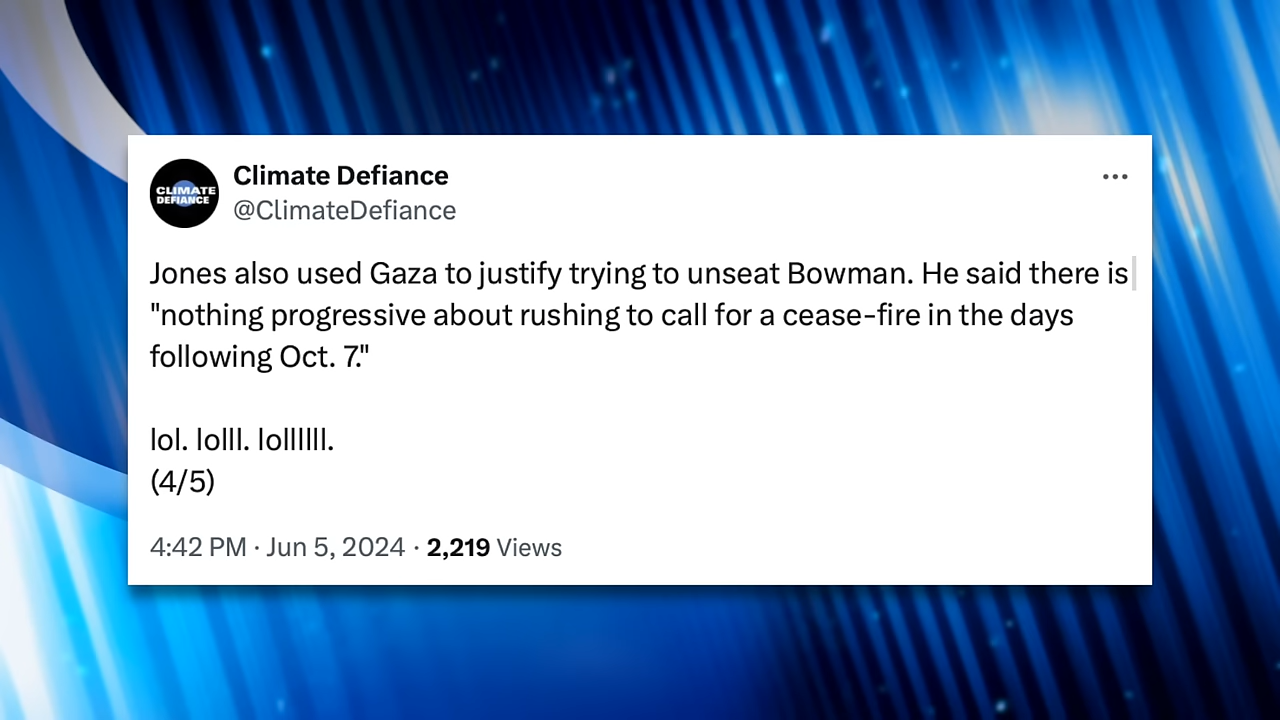 CLIMATE
DEFIANCE
Climate Defiance
@ClimateDefiance
Jones also used Gaza to justify trying to unseat Bowman. He said there is
"nothing progressive about rushing to call for a cease-fire in the days
following Oct. 7."
lol. lolll. lollllll.
(4/5)
4:42 PM · Jun 5, 2024 · 2,219 Views